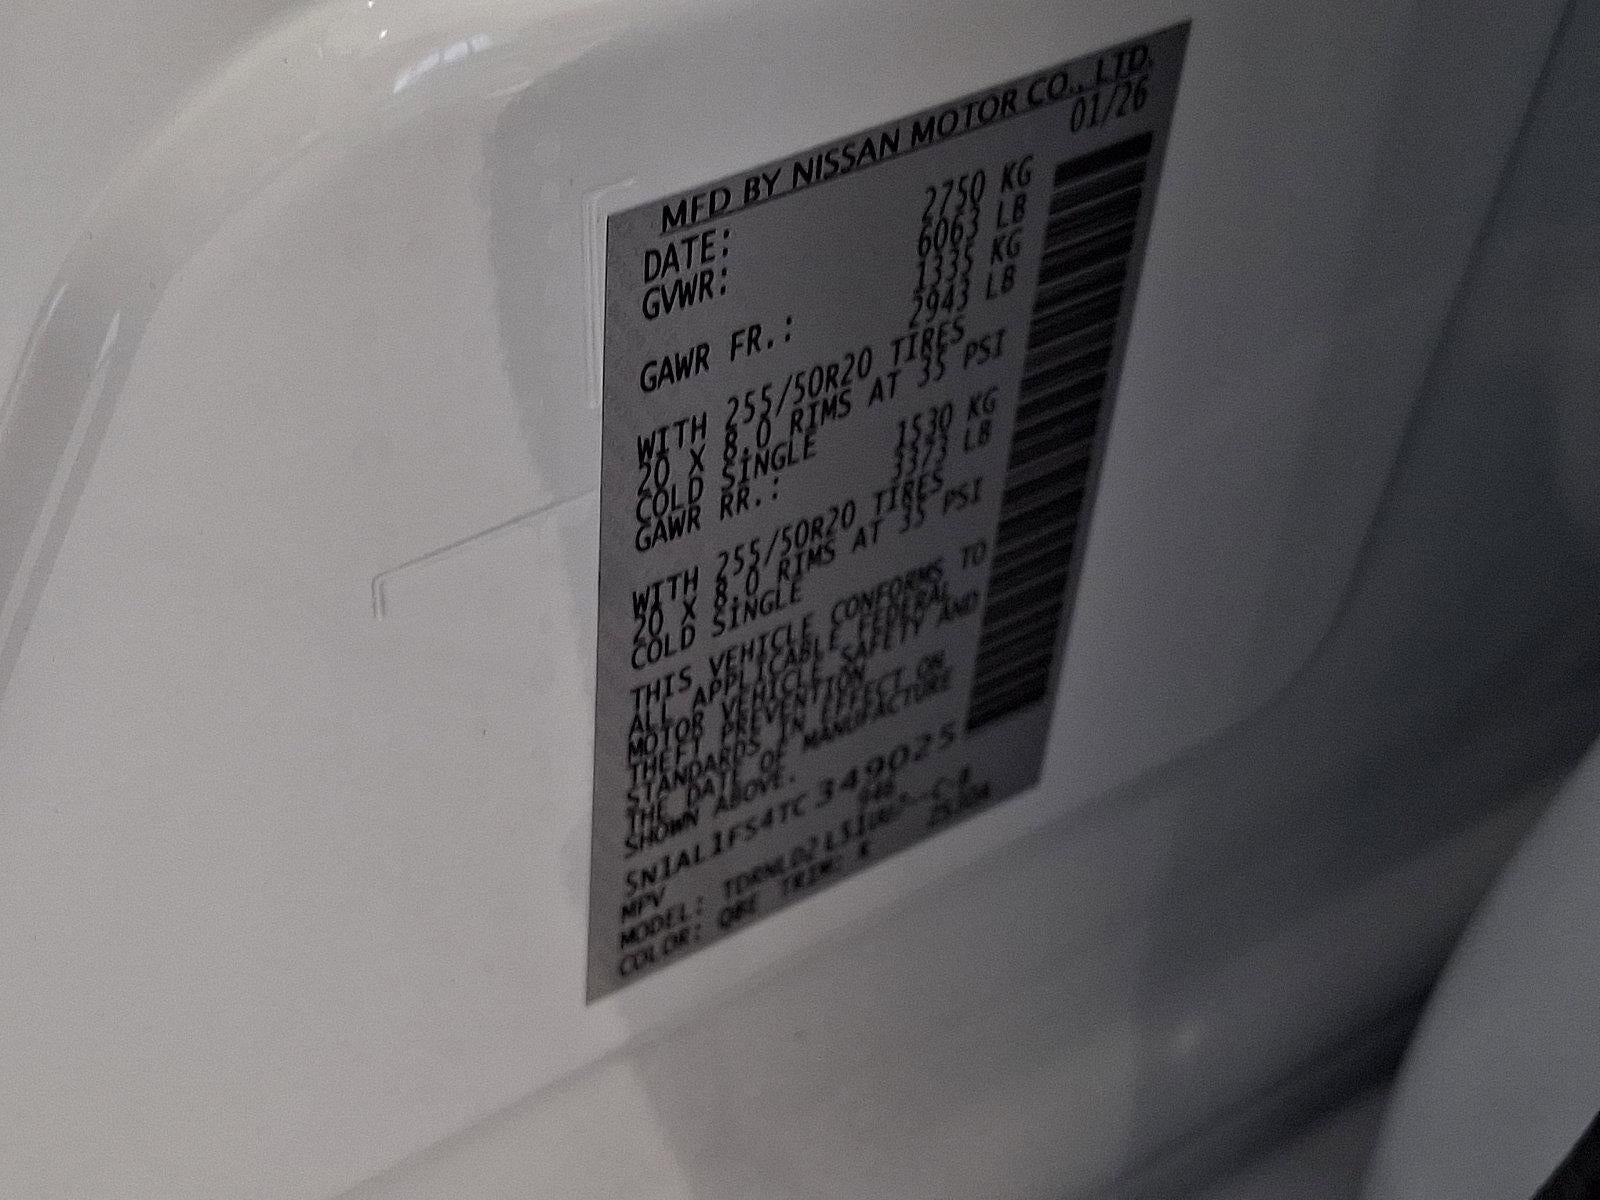 MFD BY NISSAN MOTOR CO., LTD.
DATE: 01/26
GVWR: 2750 KG
6063 LB
GAWR FR.: 1335 KG
2943 LB
WITH 255/50R20 TIRES
20 X 8.0 RIMS AT 35 PSI
COLD SINGLE
GAWR RR.: 1530 KG
3373 LB
WITH 255/50R20 TIRES
20 X 8.0 RIMS AT 35 PSI
COLD SINGLE
THIS VEHICLE CONFORMS TO
ALL APPLICABLE FEDERAL
MOTOR VEHICLE SAFETY AND
THEFT PREVENTION
STANDARDS IN EFFECT ON
THE DATE OF MANUFACTURE
SHOWN ABOVE.
5N1AL1FS4TC349025
MPV
MODEL:
COLOR: QBE TRIM: K